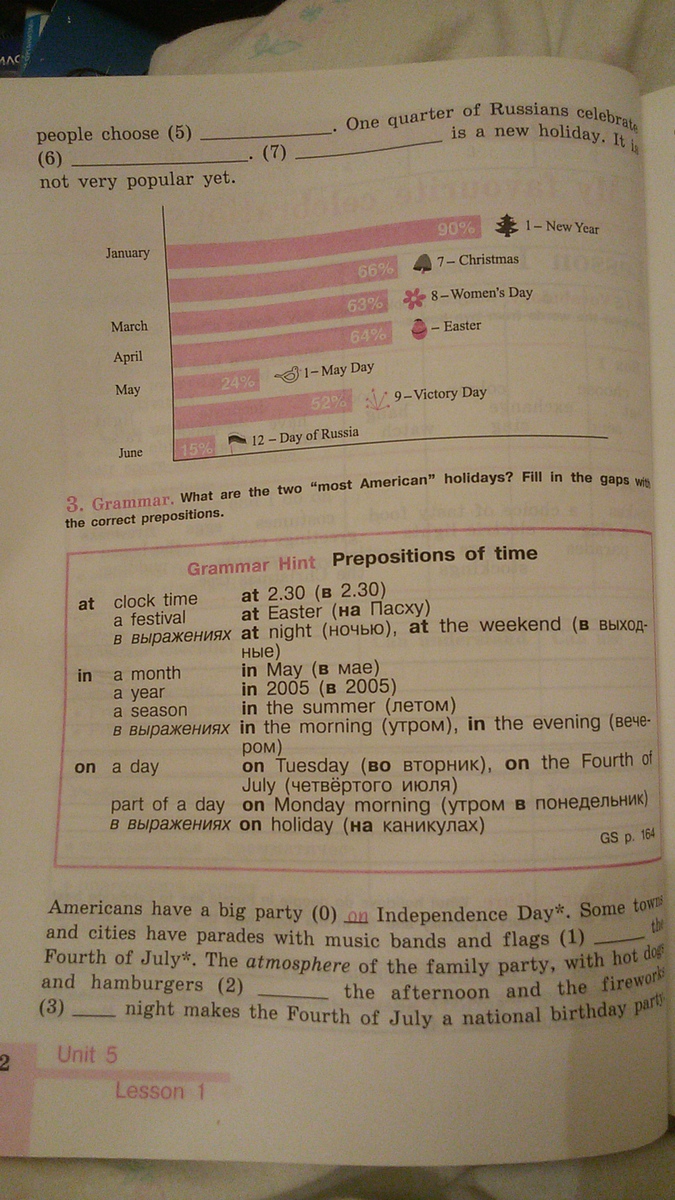 people choose (5) ____________. One quarter of Russians celebrate
(6) ________________. (7) ______________ is a new holiday. It is
not very popular yet.
January
90% 1 – New Year
66% 7 – Christmas
March
63% 8 – Women's Day
April
64% – Easter
May
24% 1 – May Day
52% 9 – Victory Day
June
15% 12 – Day of Russia
3. Grammar. What are the two "most American" holidays? Fill in the gaps with
the correct prepositions.
Grammar Hint Prepositions of time
at clock time at 2.30 (в 2.30)
a festival at Easter (на Пасху)
в выражениях at night (ночью), at the weekend (в выход-
ные)
in a month in May (в мае)
a year in 2005 (в 2005)
a season in the summer (летом)
в выражениях in the morning (утром), in the evening (вече-
ром)
on a day on Tuesday (во вторник), on the Fourth of
July (четвёртого июля)
part of a day on Monday morning (утром в понедельник)
в выражениях on holiday (на каникулах)
GS p. 164
Americans have a big party (0) on Independence Day*. Some towns
and cities have parades with music bands and flags (1) _____ the
Fourth of July*. The atmosphere of the family party, with hot dogs
and hamburgers (2) _______ the afternoon and the fireworks
(3) ____ night makes the Fourth of July a national birthday party
2
Unit 5
Lesson 1